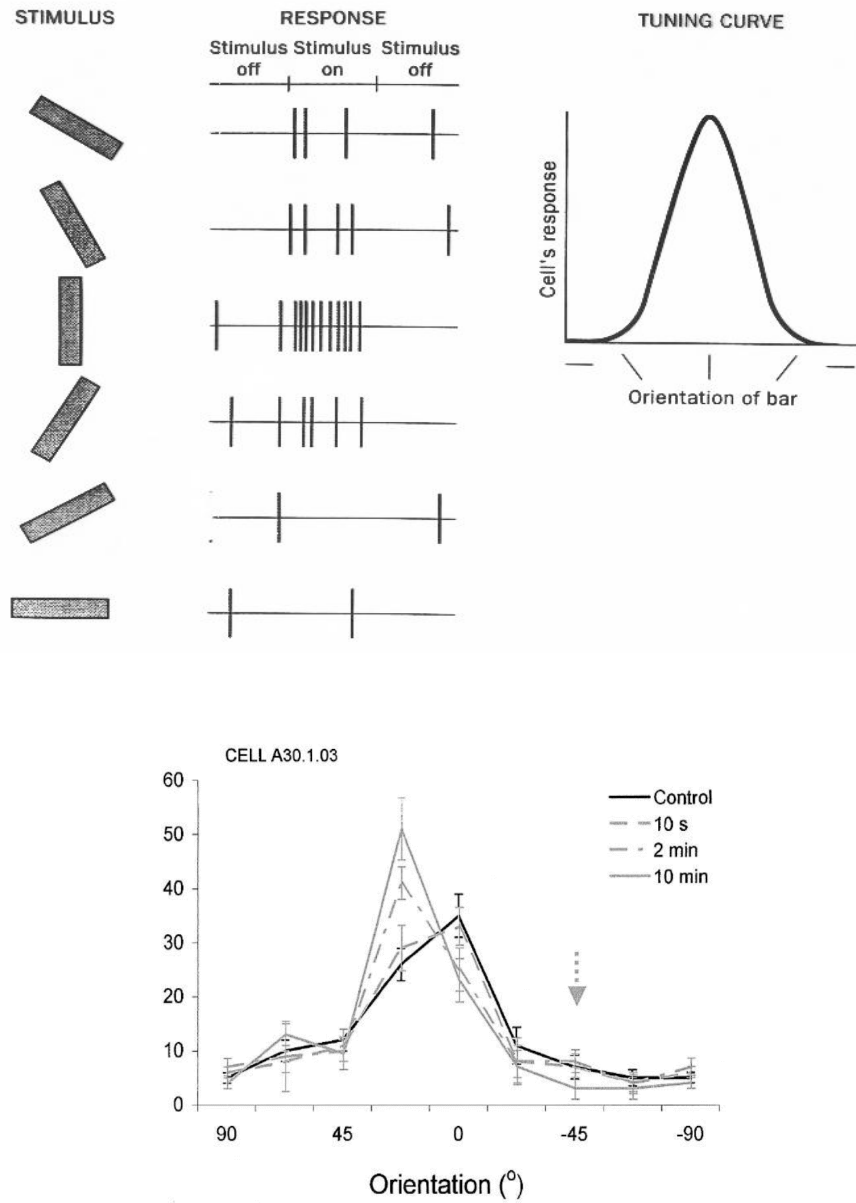 STIMULUS
RESPONSE
TUNING CURVE
Stimulus Stimulus Stimulus
off on off
Cell's response
Orientation of bar
CELL A30.1.03
60
50
40
30
20
10
0
90 45 0 -45 -90
Control
10 s
2 min
10 min
Orientation (º)